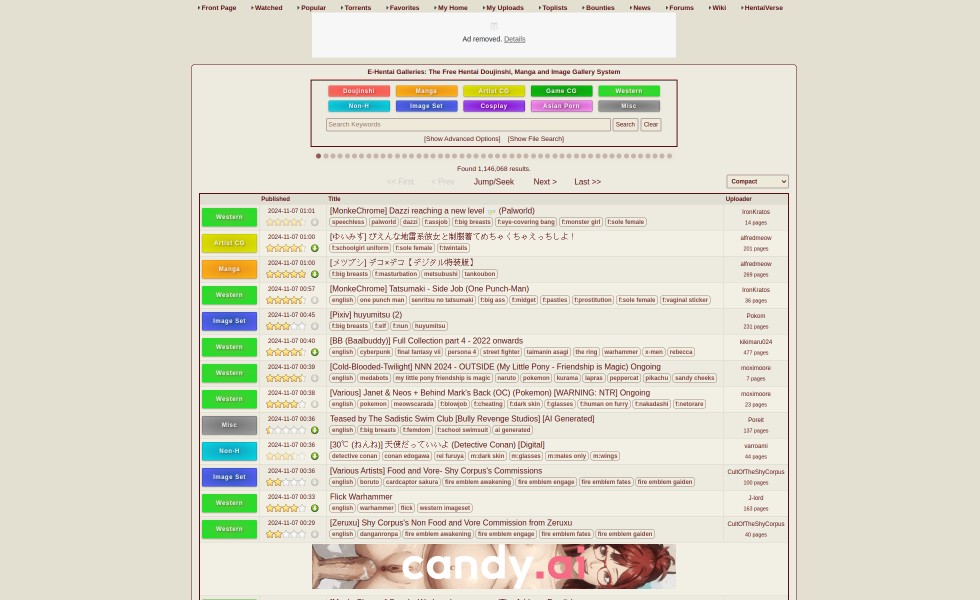 Front Page Watched Popular Torrents Favorites My Home My Uploads Toplists Bounties News Forums Wiki HentaiVerse
Ad removed. Details
E-Hentai Galleries: The Free Hentai Doujinshi, Manga and Image Gallery System
Doujinshi Manga Artist CG Game CG Western
Non-H Image Set Cosplay Asian Porn Misc
Search Keywords Search Clear
[Show Advanced Options] [Show File Search]
Found 1,146,068 results.
<< First < Prev Jump/Seek Next > Last >> Compact
Published Title Uploader
Western 2024-11-07 01:01 [MonkeChrome] Dazzi reaching a new level (Palworld) IronKratos
speechless palworld dazzi f:assjob f:big breasts f:eye-covering bang f:monster girl f:sole female 14 pages
Artist CG 2024-11-07 01:00 [ゆいみす] ぴえんな地雷系彼女と制服着てめちゃくちゃえっちしよ！ alfredmeow
f:schoolgirl uniform f:sole female f:twintails 201 pages
Manga 2024-11-07 01:00 [メツブシ] デコ×デコ【デジタル特装版】 alfredmeow
f:big breasts f:masturbation metsubushi tankoubon 269 pages
Western 2024-11-07 00:57 [MonkeChrome] Tatsumaki - Side Job (One Punch-Man) IronKratos
english one punch man senritsu no tatsumaki f:big ass f:midget f:pasties f:prostitution f:sole female f:vaginal sticker 36 pages
Image Set 2024-11-07 00:45 [Pixiv] huyumitsu (2) Pokom
f:big breasts f:elf f:nun huyumitsu 231 pages
Western 2024-11-07 00:40 [BB (Baalbuddy)] Full Collection part 4 - 2022 onwards kikimaru024
english cyberpunk final fantasy vii persona 4 street fighter taimanin asagi the ring warhammer x-men rebecca 477 pages
Western 2024-11-07 00:39 [Cold-Blooded-Twilight] NNN 2024 - OUTSIDE (My Little Pony - Friendship is Magic) Ongoing moximoore
english medabots my little pony friendship is magic naruto pokemon kurama lapras peppercat pikachu sandy cheeks 7 pages
Western 2024-11-07 00:38 [Various] Janet & Neos + Behind Mark's Back (OC) (Pokemon) [WARNING: NTR] Ongoing moximoore
english pokemon meowscarada f:blowjob f:cheating f:dark skin f:glasses f:human on furry f:nakadashi f:netorare 23 pages
Misc 2024-11-07 00:36 Teased by The Sadistic Swim Club [Bully Revenge Studios] [AI Generated] Poreit
english f:big breasts f:femdom f:school swimsuit ai generated 137 pages
Non-H 2024-11-07 00:36 [30℃ (ねんね)] 天使だっていいよ (Detective Conan) [Digital] varroami
detective conan conan edogawa rei furuya m:dark skin m:glasses m:males only m:wings 44 pages
Image Set 2024-11-07 00:36 [Various Artists] Food and Vore- Shy Corpus's Commissions CultOfTheShyCorpus
english boruto cardcaptor sakura fire emblem awakening fire emblem engage fire emblem fates fire emblem gaiden 100 pages
Western 2024-11-07 00:33 Flick Warhammer J-lord
english warhammer flick western imageset 163 pages
Western 2024-11-07 00:29 [Zeruxu] Shy Corpus's Non Food and Vore Commission from Zeruxu CultOfTheShyCorpus
english danganronpa fire emblem awakening fire emblem engage fire emblem fates fire emblem gaiden 40 pages
candy.ai